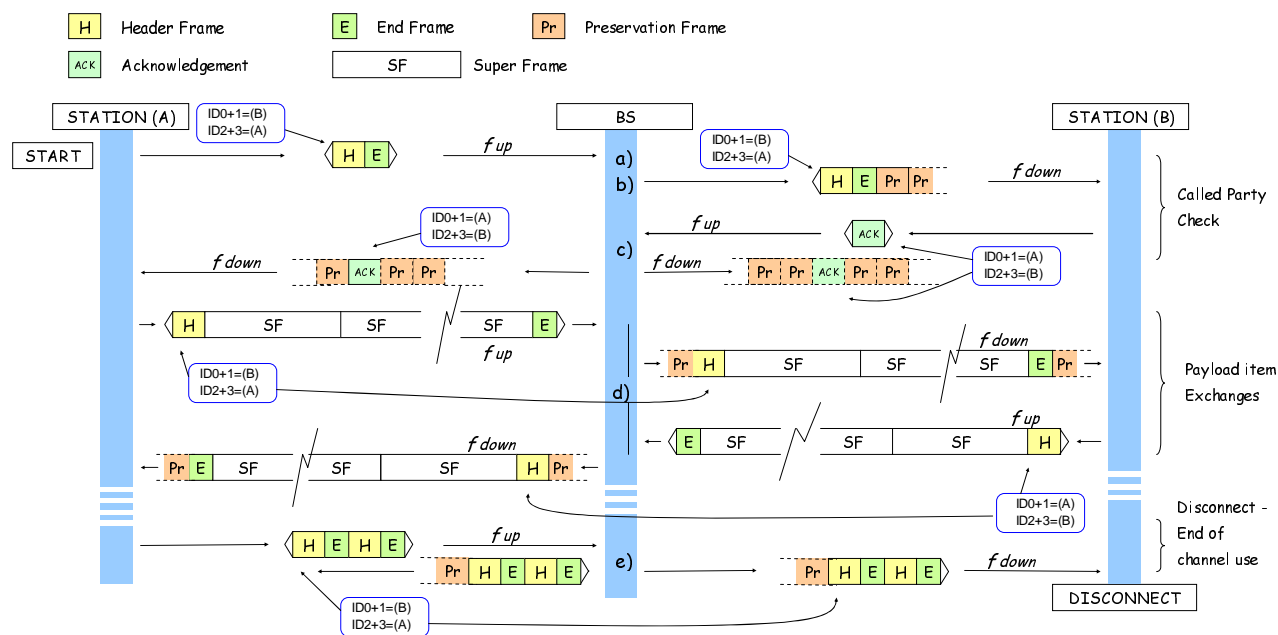 H Header Frame E End Frame Pr Preservation Frame
ACK Acknowledgement SF Super Frame
STATION (A) BS STATION (B)
ID0+1=(B)
ID2+3=(A)
START
H E
f up
a)
ID0+1=(B)
ID2+3=(A)
b)
H E Pr Pr
f down
Called Party
Check
ID0+1=(A)
ID2+3=(B)
f up
ACK
c)
f down
Pr ACK Pr Pr
f down
Pr Pr ACK Pr Pr
ID0+1=(A)
ID2+3=(B)
H SF SF SF E
f up
f down
Pr H SF SF SF E Pr
ID0+1=(B)
ID2+3=(A)
d)
Payload item
Exchanges
f up
E SF SF SF H
f down
Pr E SF SF SF H Pr
ID0+1=(A)
ID2+3=(B)
Disconnect -
End of
channel use
H E H E
f up
Pr H E H E
e)
Pr H E H E
f down
ID0+1=(B)
ID2+3=(A)
DISCONNECT